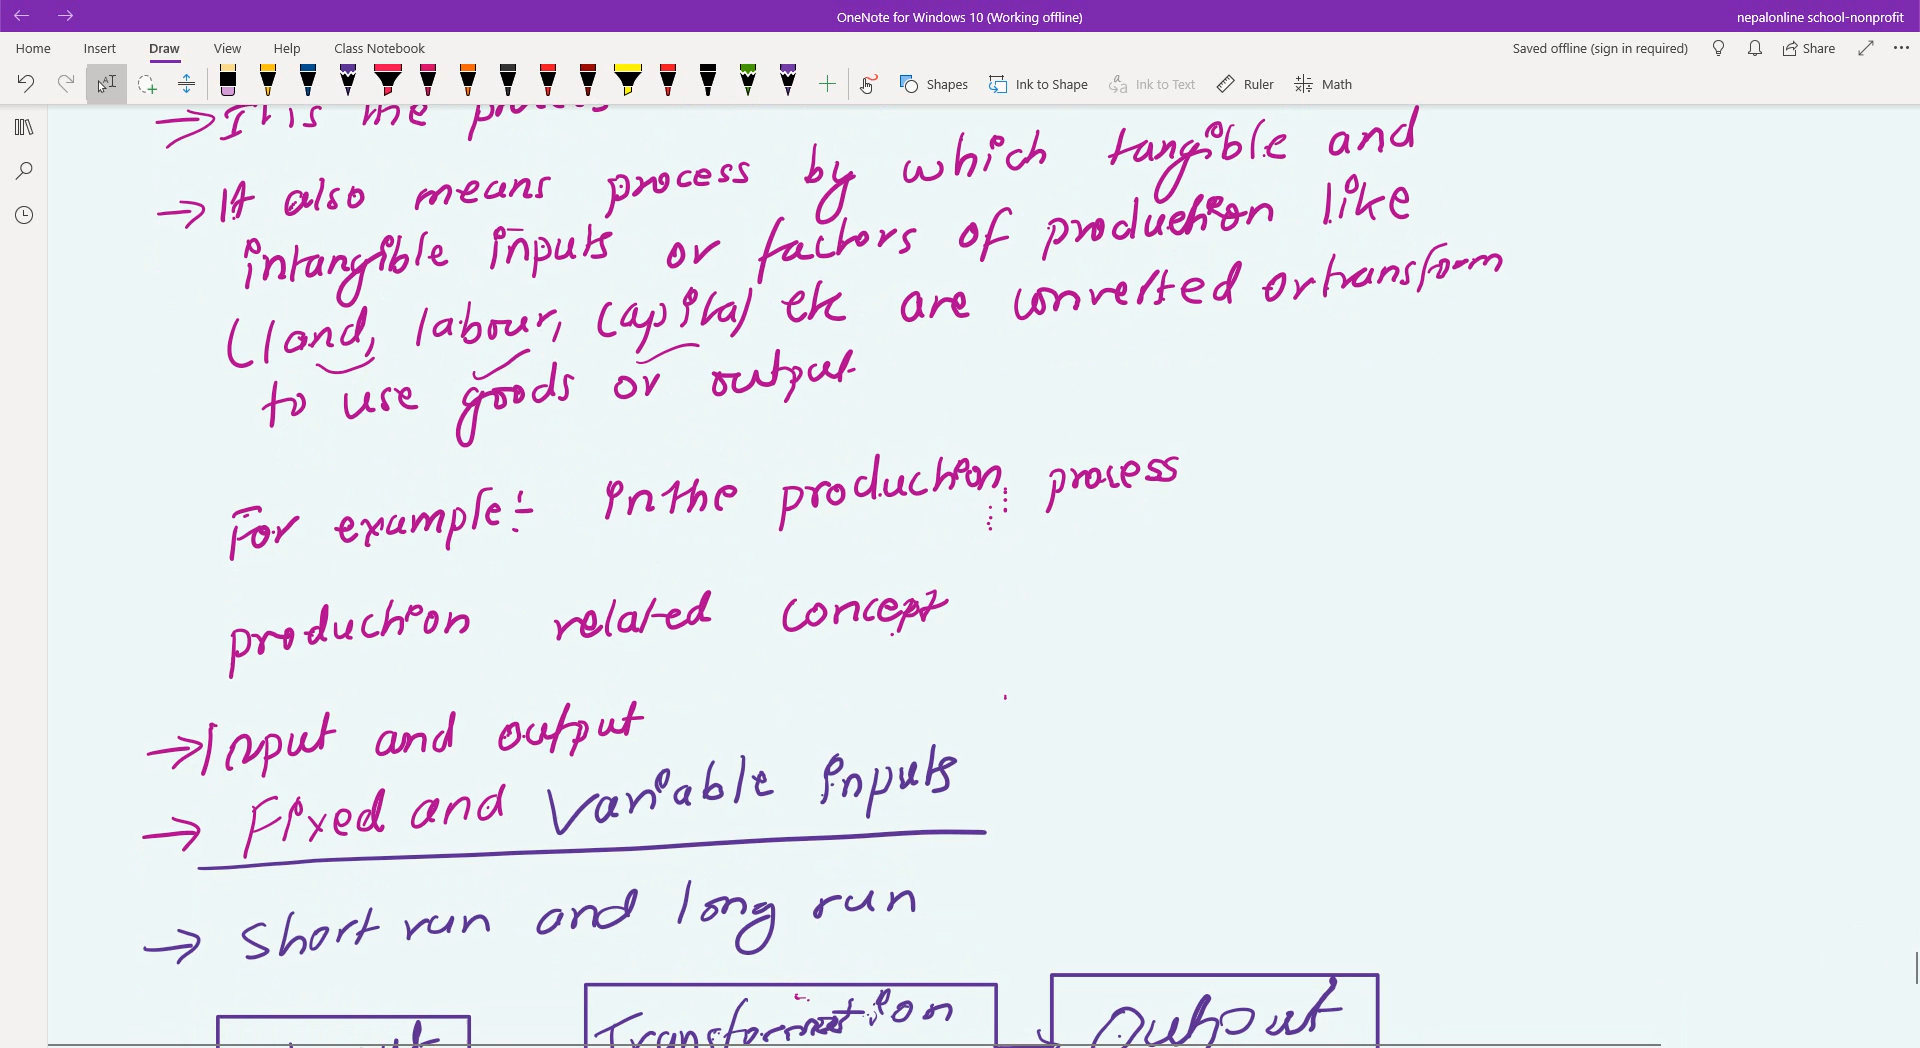 OneNote for Windows 10 (Working offline)
nepalonline school-nonprofit
Home Insert Draw View Help Class Notebook
Saved offline (sign in required) Share
Shapes Ink to Shape Ink to Text Ruler Math
→ It is the process
→ It also means process by which tangible and
intangible inputs or factors of production like
(land, labour, capital) etc are converted or transform
to use goods or output
For example :- In the production process
production related concept
→ Input and output
→ Fixed and Variable inputs
→ Short run and long run
Transformation
Output